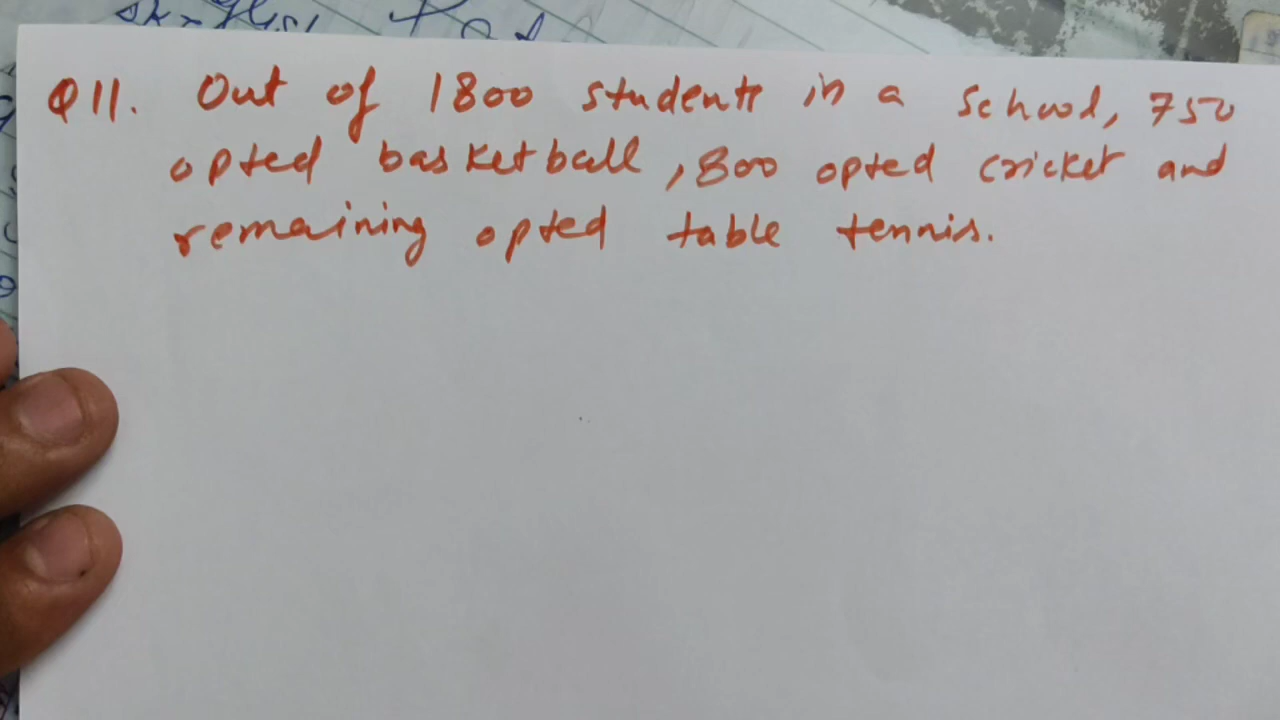 Q11. Out of 1800 students in a school, 750
opted basketball, 800 opted cricket and
remaining opted table tennis.